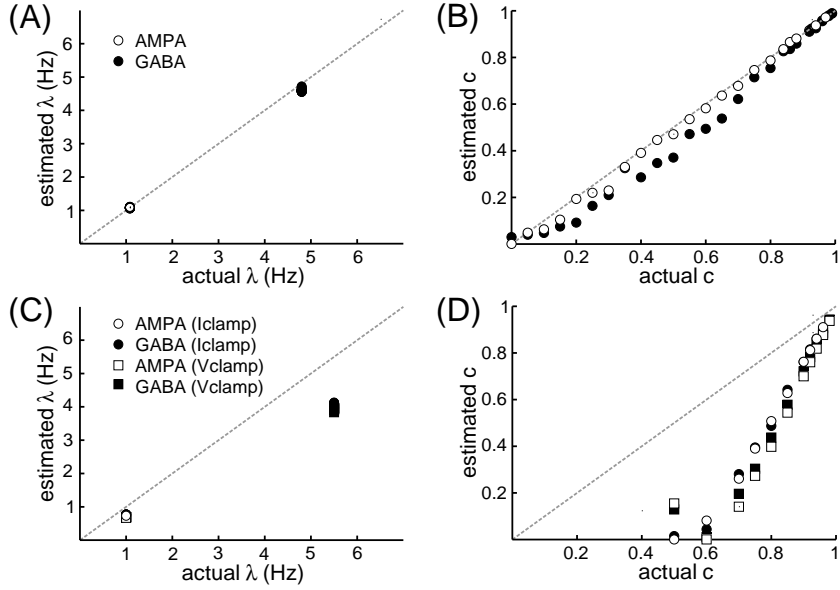 (A)
AMPA
GABA
estimated λ (Hz)
6
5
4
3
2
1
1 2 3 4 5 6
actual λ (Hz)
(B)
estimated c
1
0.8
0.6
0.4
0.2
0.2 0.4 0.6 0.8 1
actual c
(C)
AMPA (Iclamp)
GABA (Iclamp)
AMPA (Vclamp)
GABA (Vclamp)
estimated λ (Hz)
6
5
4
3
2
1
1 2 3 4 5 6
actual λ (Hz)
(D)
estimated c
1
0.8
0.6
0.4
0.2
0.2 0.4 0.6 0.8 1
actual c